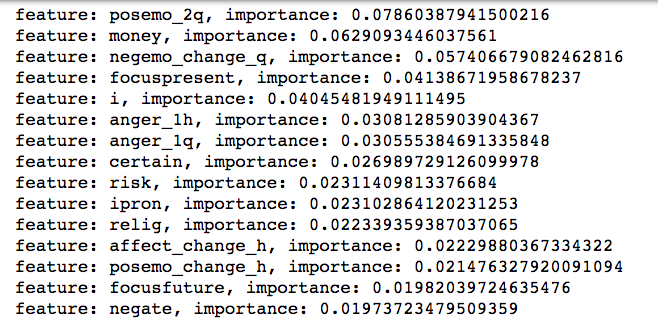 feature: posemo_2q, importance: 0.07860387941500216
feature: money, importance: 0.0629093446037561
feature: negemo_change_q, importance: 0.057406679082462816
feature: focuspresent, importance: 0.04138671958678237
feature: i, importance: 0.04045481949111495
feature: anger_1h, importance: 0.03081285903904367
feature: anger_1q, importance: 0.030555384691335848
feature: certain, importance: 0.026989729126099978
feature: risk, importance: 0.02311409813376684
feature: ipron, importance: 0.023102864120231253
feature: relig, importance: 0.022339359387037065
feature: affect_change_h, importance: 0.02229880367334322
feature: posemo_change_h, importance: 0.021476327920091094
feature: focusfuture, importance: 0.01982039724635476
feature: negate, importance: 0.01973723479509359